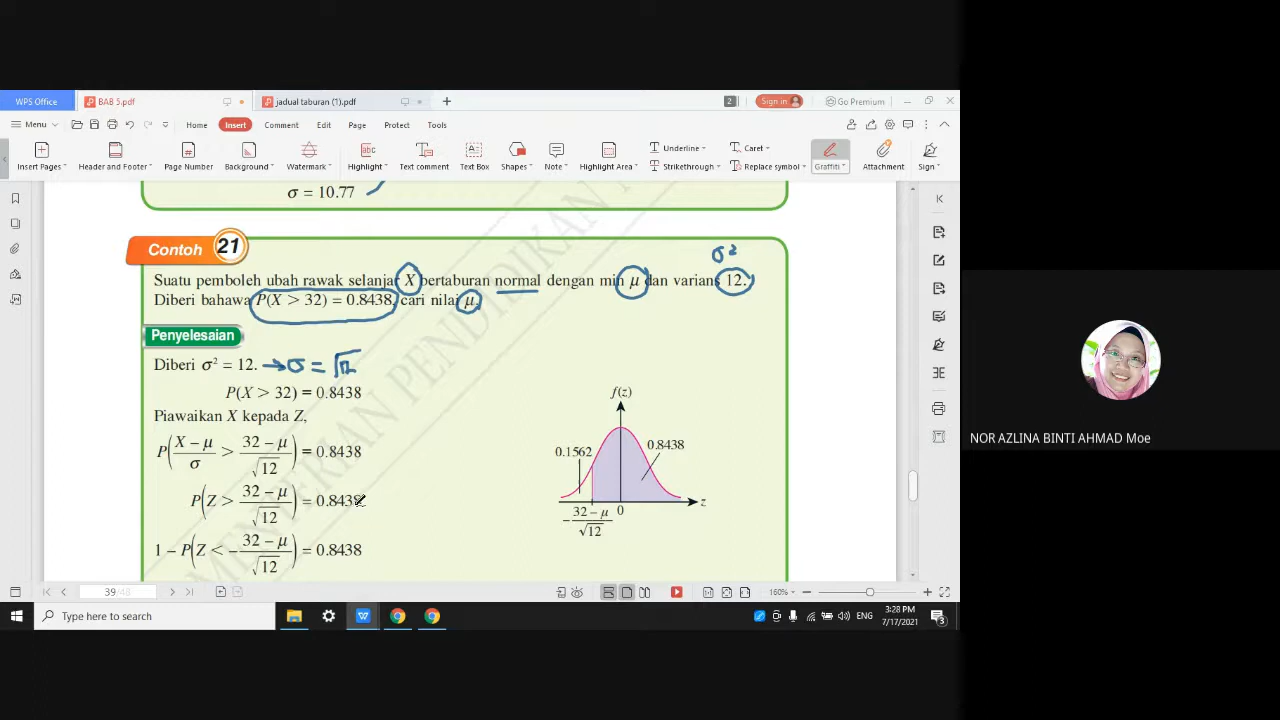 WPS Office BAB 5.pdf jadual taburan (1).pdf 2 Sign in Go Premium
Menu Home Insert Comment Edit Page Protect Tools
Insert Pages Header and Footer Page Number Background Watermark Highlight Text comment Text Box Shapes Note Highlight Area Underline Strikethrough Caret Replace symbol Graffiti Attachment Sign
σ = 10.77
Contoh 21
σ²
Suatu pemboleh ubah rawak selanjar X bertaburan normal dengan min μ dan varians 12.
Diberi bahawa P(X > 32) = 0.8438, cari nilai μ.
Penyelesaian
Diberi σ² = 12. → σ = √12
P(X > 32) = 0.8438
Piawaikan X kepada Z,
P((X − μ)/σ > (32 − μ)/√12) = 0.8438
P(Z > (32 − μ)/√12) = 0.8438
1 − P(Z < −(32 − μ)/√12) = 0.8438
f(z)
0.1562 0.8438
−(32 − μ)/√12 0 z
MENTERIAN PENDIDIKAN
NOR AZLINA BINTI AHMAD Moe
39/48 160%
Type here to search ENG 3:28 PM
7/17/2021 3